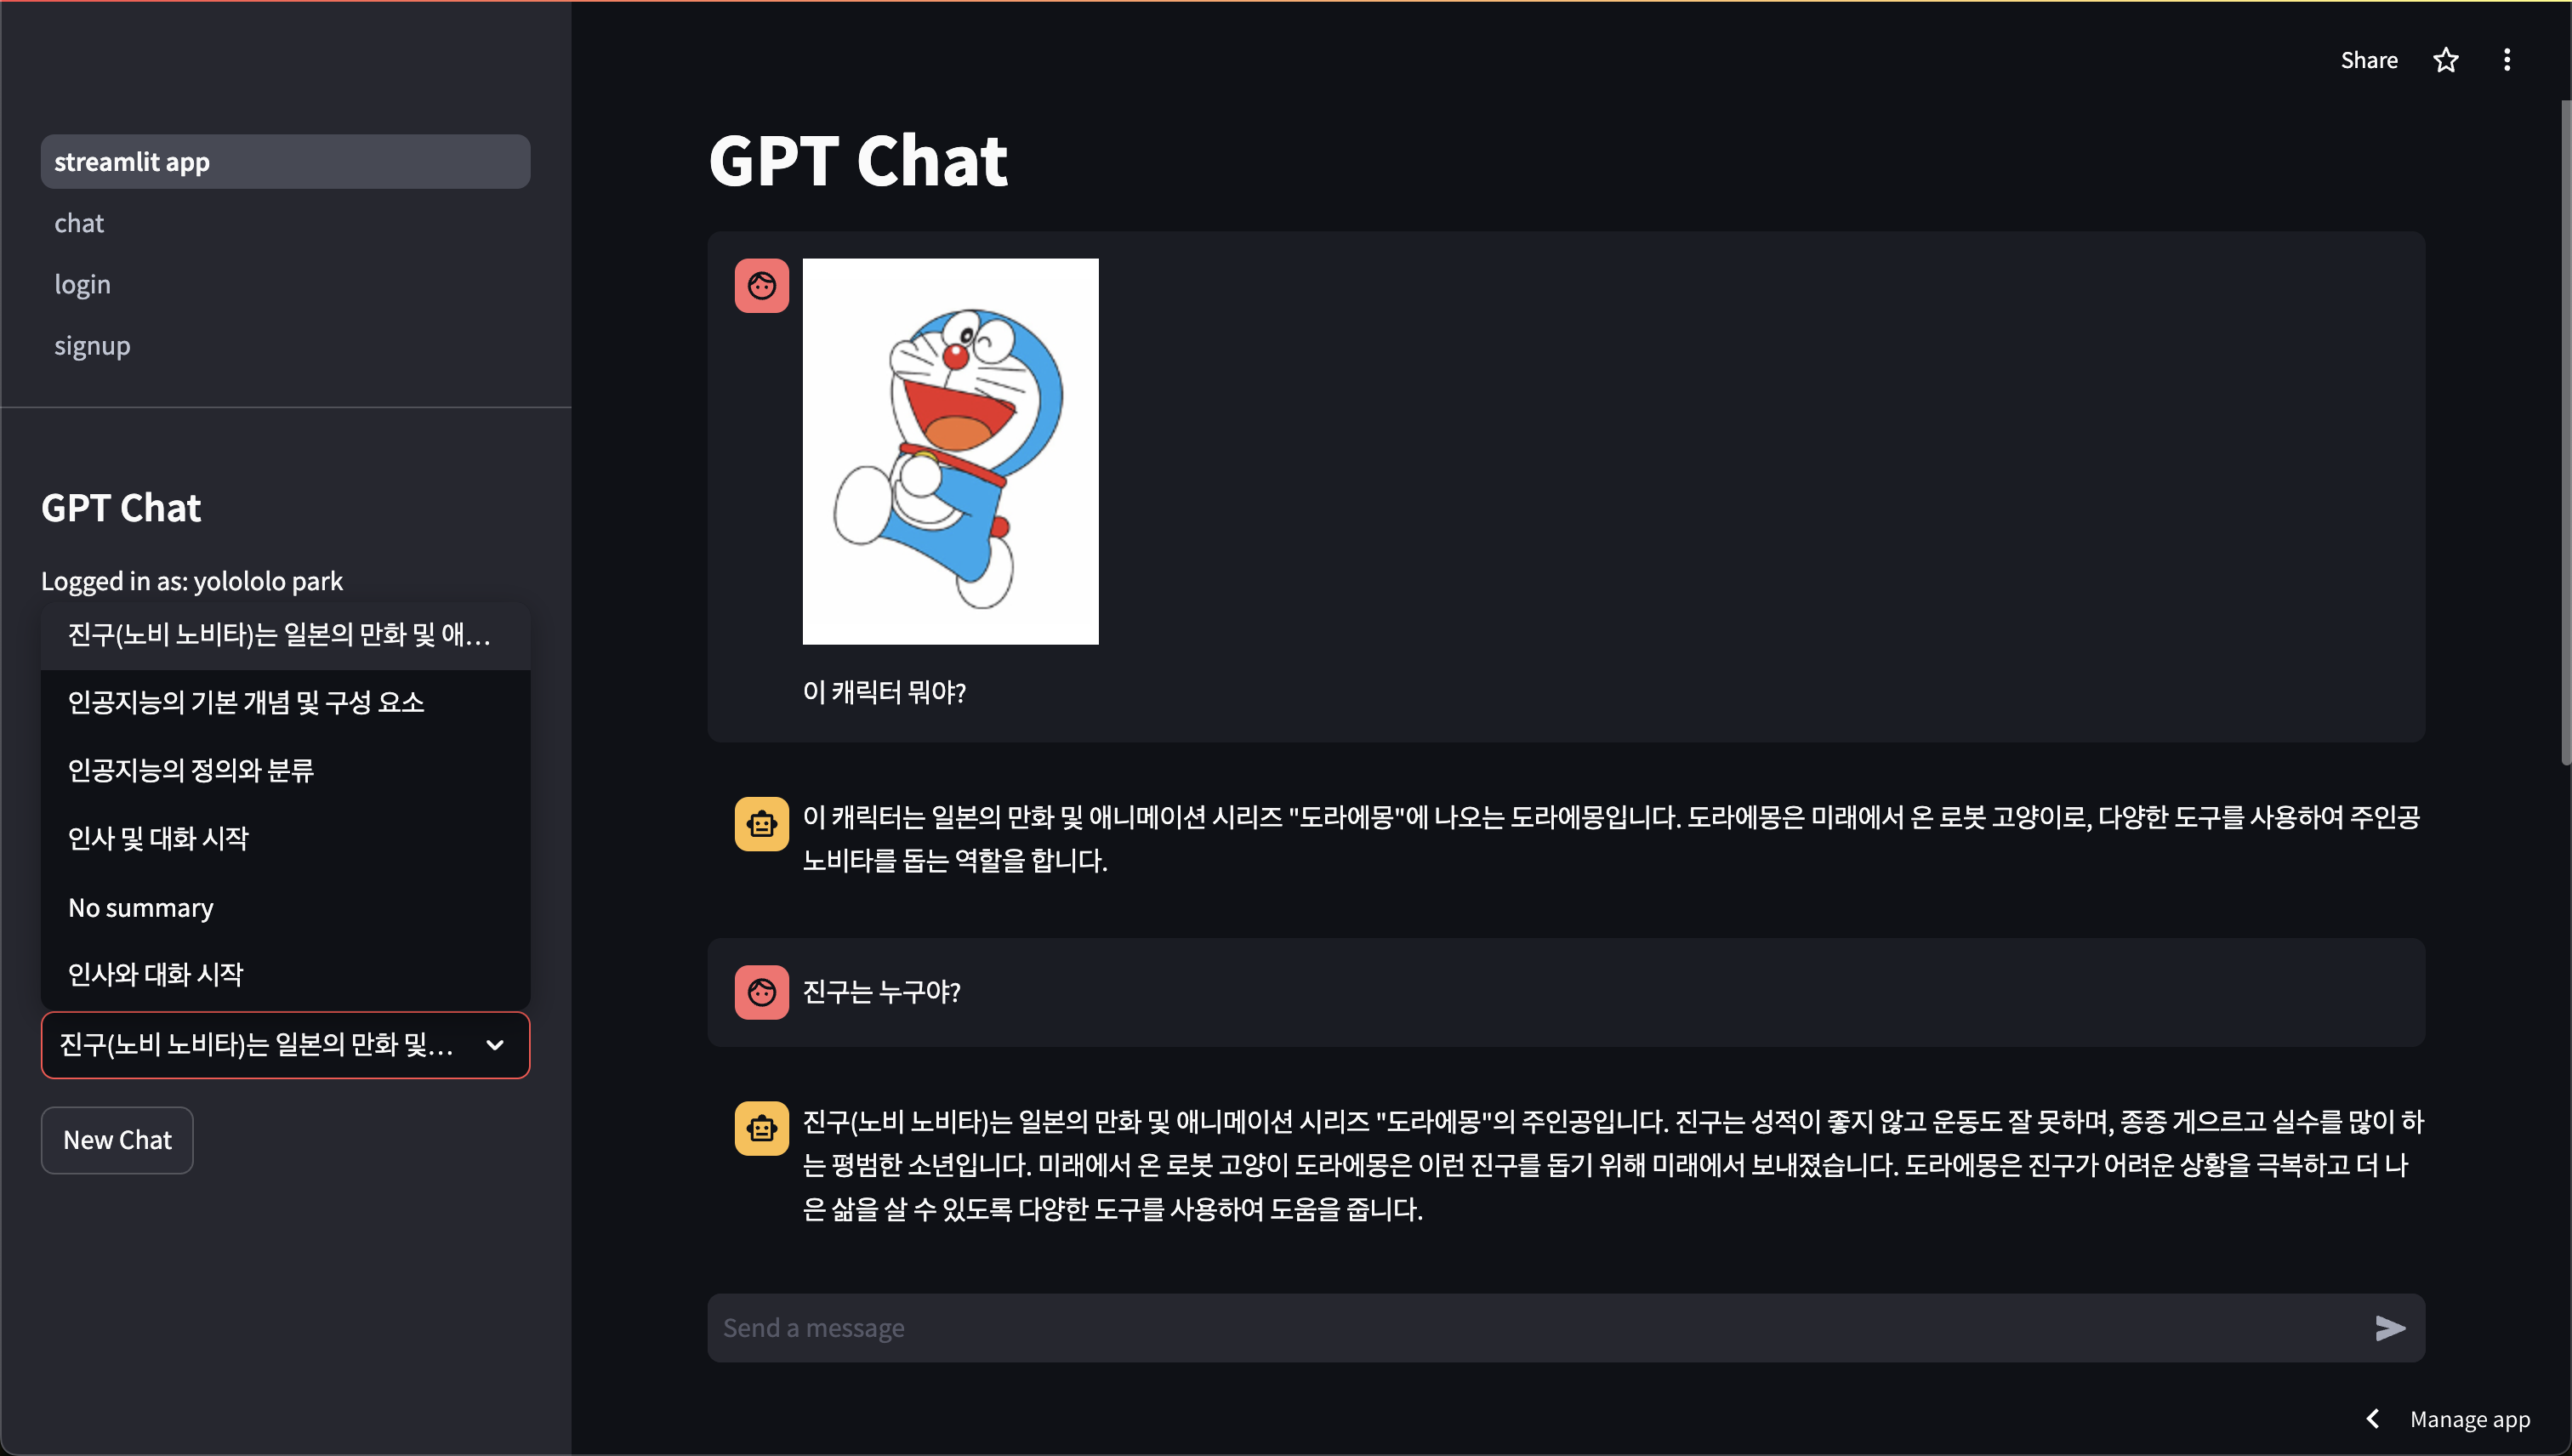 Share
streamlit app
chat
login
signup
GPT Chat
Logged in as: yolololo park
진구(노비 노비타)는 일본의 만화 및 애...
인공지능의 기본 개념 및 구성 요소
인공지능의 정의와 분류
인사 및 대화 시작
No summary
인사와 대화 시작
진구(노비 노비타)는 일본의 만화 및...
New Chat
GPT Chat
이 캐릭터 뭐야?
이 캐릭터는 일본의 만화 및 애니메이션 시리즈 "도라에몽"에 나오는 도라에몽입니다. 도라에몽은 미래에서 온 로봇 고양이로, 다양한 도구를 사용하여 주인공
노비타를 돕는 역할을 합니다.
진구는 누구야?
진구(노비 노비타)는 일본의 만화 및 애니메이션 시리즈 "도라에몽"의 주인공입니다. 진구는 성적이 좋지 않고 운동도 잘 못하며, 종종 게으르고 실수를 많이 하
는 평범한 소년입니다. 미래에서 온 로봇 고양이 도라에몽은 이런 진구를 돕기 위해 미래에서 보내졌습니다. 도라에몽은 진구가 어려운 상황을 극복하고 더 나
은 삶을 살 수 있도록 다양한 도구를 사용하여 도움을 줍니다.
Send a message
Manage app